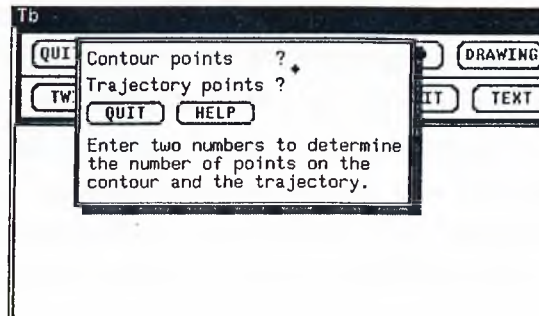 Tb
QUI DRAWING
Contour points ?
Trajectory points ?
TW IT TEXT
QUIT HELP
Enter two numbers to determine
the number of points on the
contour and the trajectory.